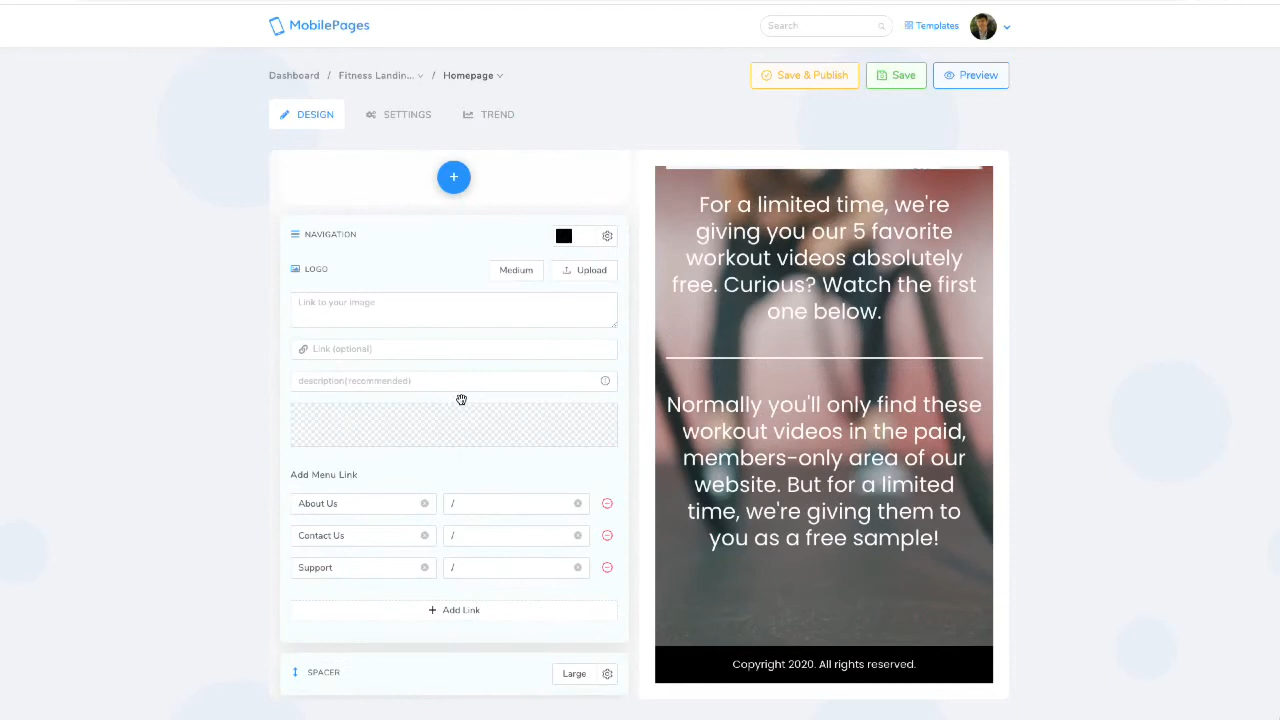 MobilePages
Search
Templates
Dashboard / Fitness Landin... / Homepage
Save & Publish
Save
Preview
DESIGN
SETTINGS
TREND
+
NAVIGATION
LOGO
Medium
Upload
Link to your image
Link (optional)
description(recommended)
Add Menu Link
About Us
/
Contact Us
/
Support
/
+ Add Link
SPACER
Large
For a limited time, we're
giving you our 5 favorite
workout videos absolutely
free. Curious? Watch the first
one below.
Normally you'll only find these
workout videos in the paid,
members-only area of our
website. But for a limited
time, we're giving them to
you as a free sample!
Copyright 2020. All rights reserved.